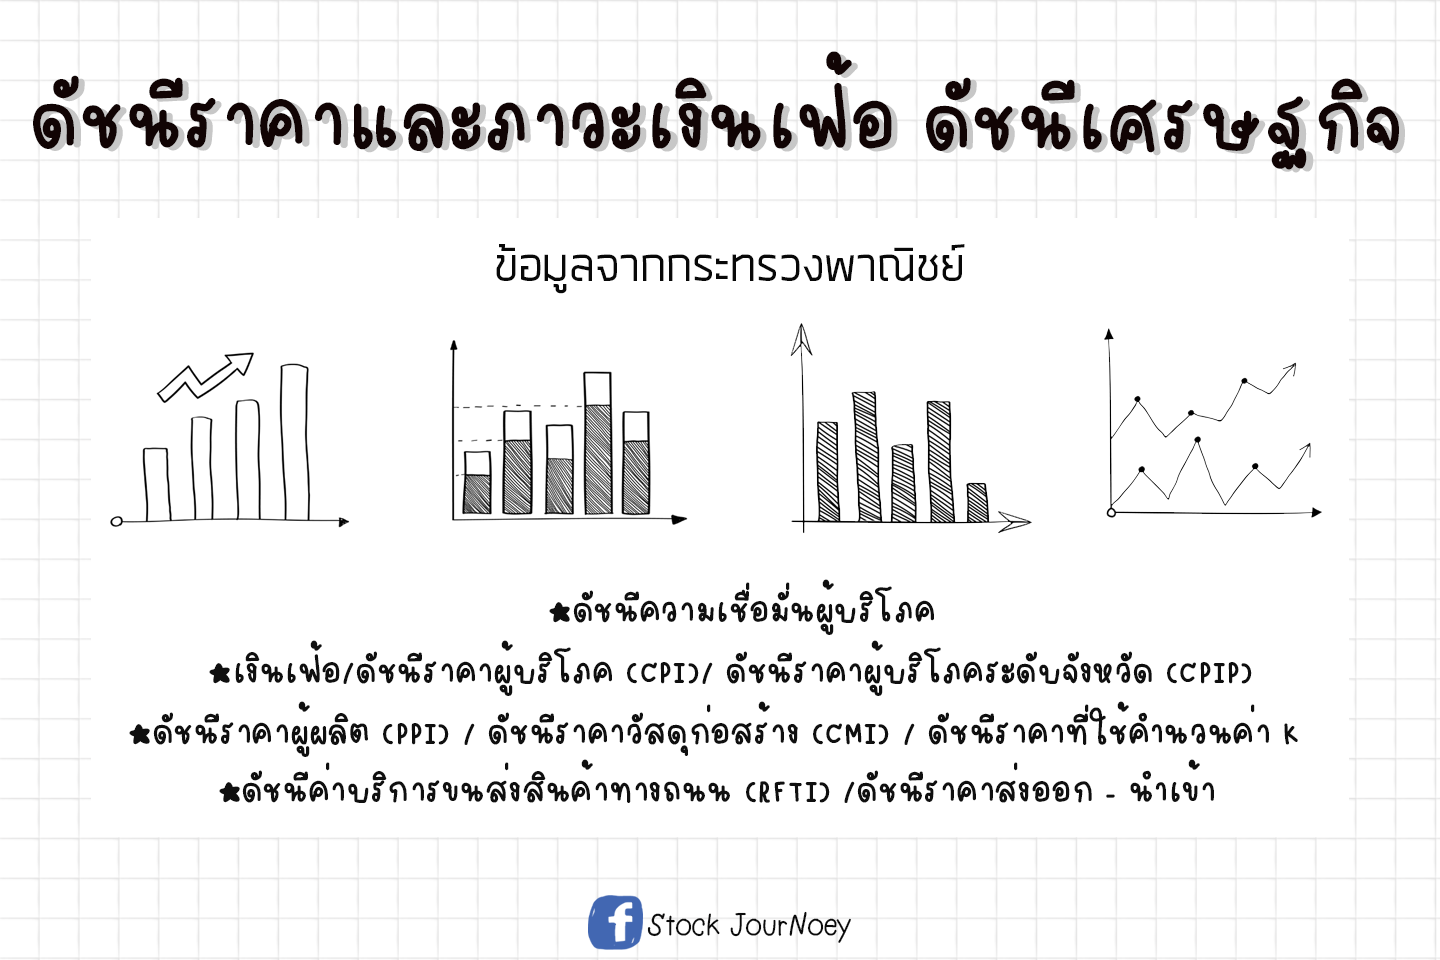 ดัชนีราคาและภาวะเงินเฟ้อ ดัชนีเศรษฐกิจ
ข้อมูลจากกระทรวงพาณิชย์
★ดัชนีความเชื่อมั่นผู้บริโภค
★เงินเฟ้อ/ดัชนีราคาผู้บริโภค (CPI)/ ดัชนีราคาผู้บริโภคระดับจังหวัด (CPIP)
★ดัชนีราคาผู้ผลิต (PPI) / ดัชนีราคาวัสดุก่อสร้าง (CMI) / ดัชนีราคาที่ใช้คำนวนค่า K
★ดัชนีค่าบริการขนส่งสินค้าทางถนน (RFTI) /ดัชนีราคาส่งออก - นำเข้า
f Stock JourNoey